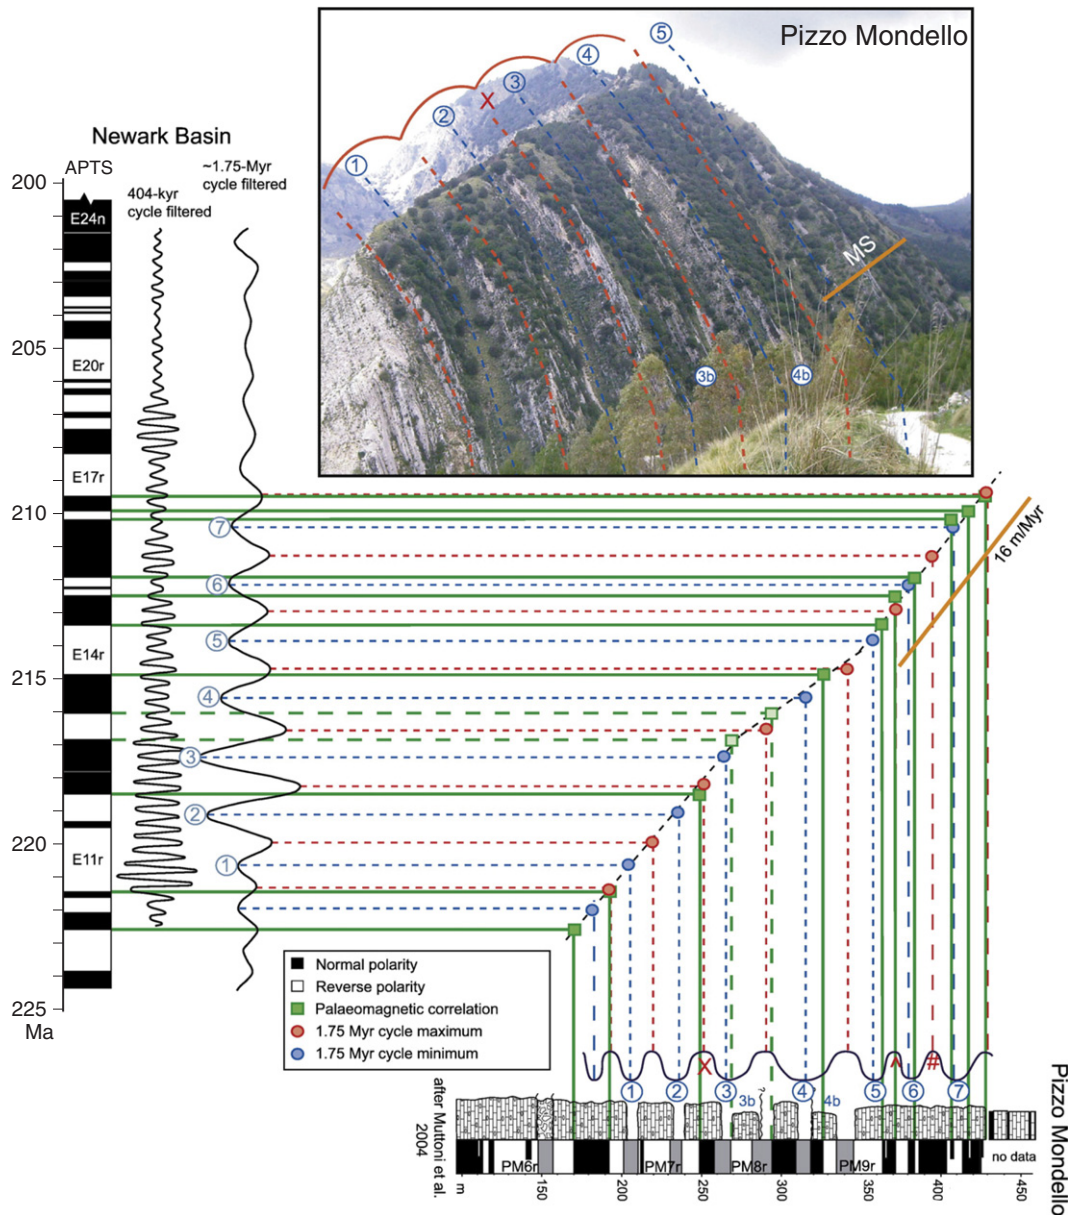 Pizzo Mondello
5
4
3
X
2
1
3b
4b
MS
Newark Basin
APTS
404-kyr
cycle filtered
~1.75-Myr
cycle filtered
200
E24n
205
E20r
E17r
210
7
6
5
E14r
215
4
3
2
220
E11r
1
225
Ma
16 m/Myr
Normal polarity
Reverse polarity
Palaeomagnetic correlation
1.75 Myr cycle maximum
1.75 Myr cycle minimum
X
^
#
1
2
3
4
5
6
7
3b
?
4b
after Muttoni et al.
2004
PM6r
PM7r
PM8r
PM9r
no data
m
150
200
250
300
350
400
450
Pizzo Mondello